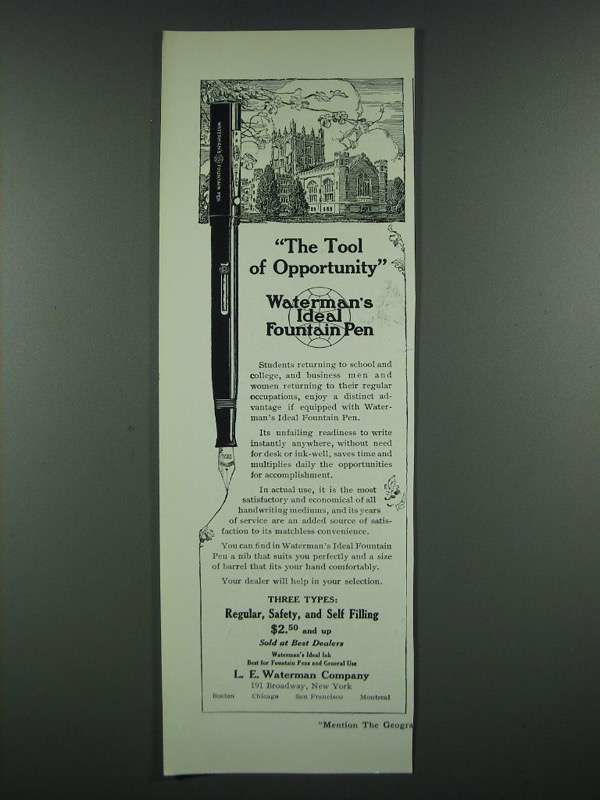 WATERMAN'S FOUNTAIN PEN
"The Tool
of Opportunity"
Waterman's
Ideal
Fountain Pen
Students returning to school and
college, and business men and
women returning to their regular
occupations, enjoy a distinct ad-
vantage if equipped with Water-
man's Ideal Fountain Pen.
Its unfailing readiness to write
instantly anywhere, without need
for desk or ink-well, saves time and
multiplies daily the opportunities
for accomplishment.
In actual use, it is the most
satisfactory and economical of all
handwriting mediums, and its years
of service are an added source of satis-
faction to its matchless convenience.
You can find in Waterman's Ideal Fountain
Pen a nib that suits you perfectly and a size
of barrel that fits your hand comfortably.
Your dealer will help in your selection.
THREE TYPES:
Regular, Safety, and Self Filling
$2.50 and up
Sold at Best Dealers
Waterman's Ideal Ink
Best for Fountain Pens and General Use
L. E. Waterman Company
191 Broadway, New York
Boston Chicago San Francisco Montreal
"Mention The Geogra